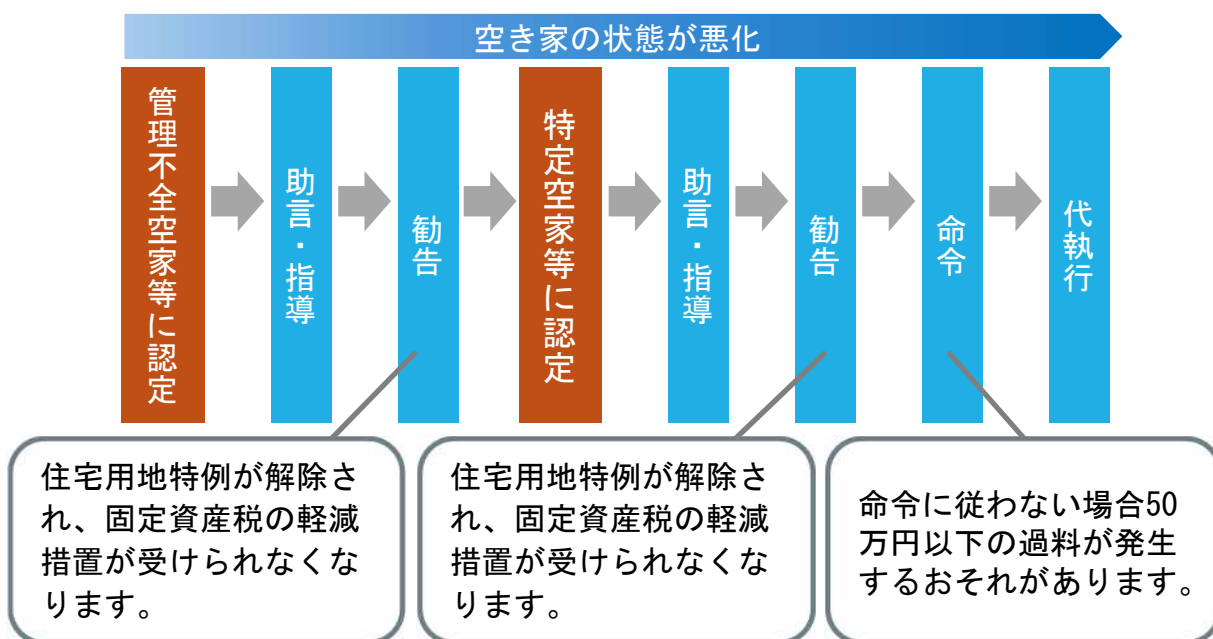 空き家の状態が悪化
管理不全空家等に認定
助言・指導
勧告
特定空家等に認定
助言・指導
勧告
命令
代執行
住宅用地特例が解除さ
れ、固定資産税の軽減
措置が受けられなくな
ります。
住宅用地特例が解除さ
れ、固定資産税の軽減
措置が受けられなくな
ります。
命令に従わない場合50
万円以下の過料が発生
するおそれがあります。